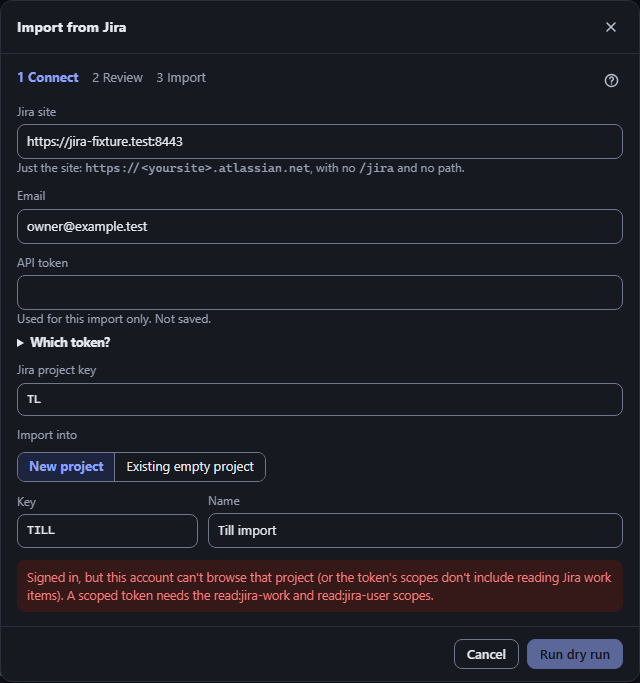 Import from Jira
1 Connect 2 Review 3 Import
Jira site
https://jira-fixture.test:8443
Just the site: https://<yoursite>.atlassian.net, with no /jira and no path.
Email
owner@example.test
API token
Used for this import only. Not saved.
Which token?
Jira project key
TL
Import into
New project Existing empty project
Key Name
TILL Till import
Signed in, but this account can't browse that project (or the token's scopes don't include reading Jira work
items). A scoped token needs the read:jira-work and read:jira-user scopes.
Cancel Run dry run